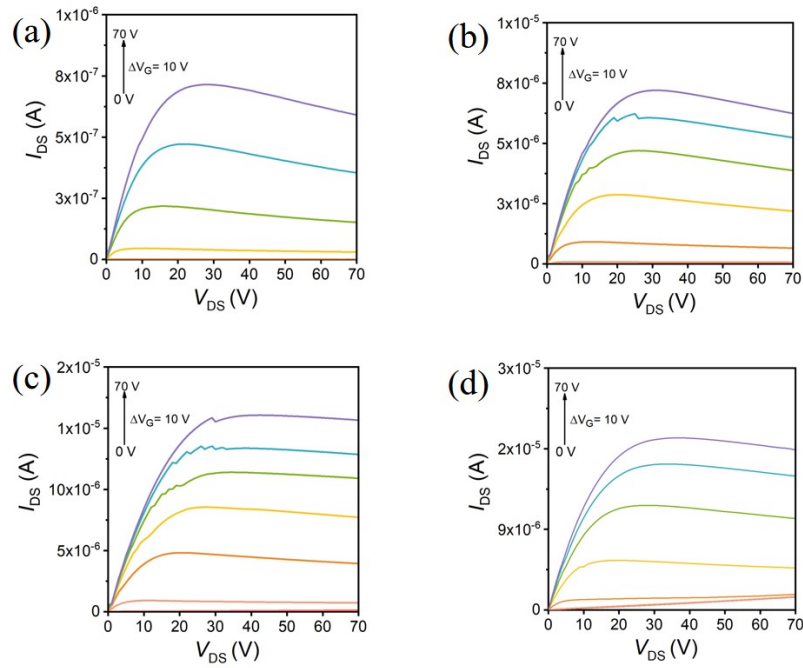 (a)
1x10⁻⁶
8x10⁻⁷
5x10⁻⁷
3x10⁻⁷
0
70 V
ΔV_G= 10 V
0 V
I_DS (A)
0 10 20 30 40 50 60 70
V_DS (V)
(b)
1x10⁻⁵
8x10⁻⁶
6x10⁻⁶
3x10⁻⁶
0
70 V
ΔV_G= 10 V
0 V
I_DS (A)
0 10 20 30 40 50 60 70
V_DS (V)
(c)
2x10⁻⁵
1x10⁻⁵
10x10⁻⁶
5x10⁻⁶
0
70 V
ΔV_G= 10 V
0 V
I_DS (A)
0 10 20 30 40 50 60 70
V_DS (V)
(d)
3x10⁻⁵
2x10⁻⁵
9x10⁻⁶
0
70 V
ΔV_G= 10 V
0 V
I_DS (A)
0 10 20 30 40 50 60 70
V_DS (V)